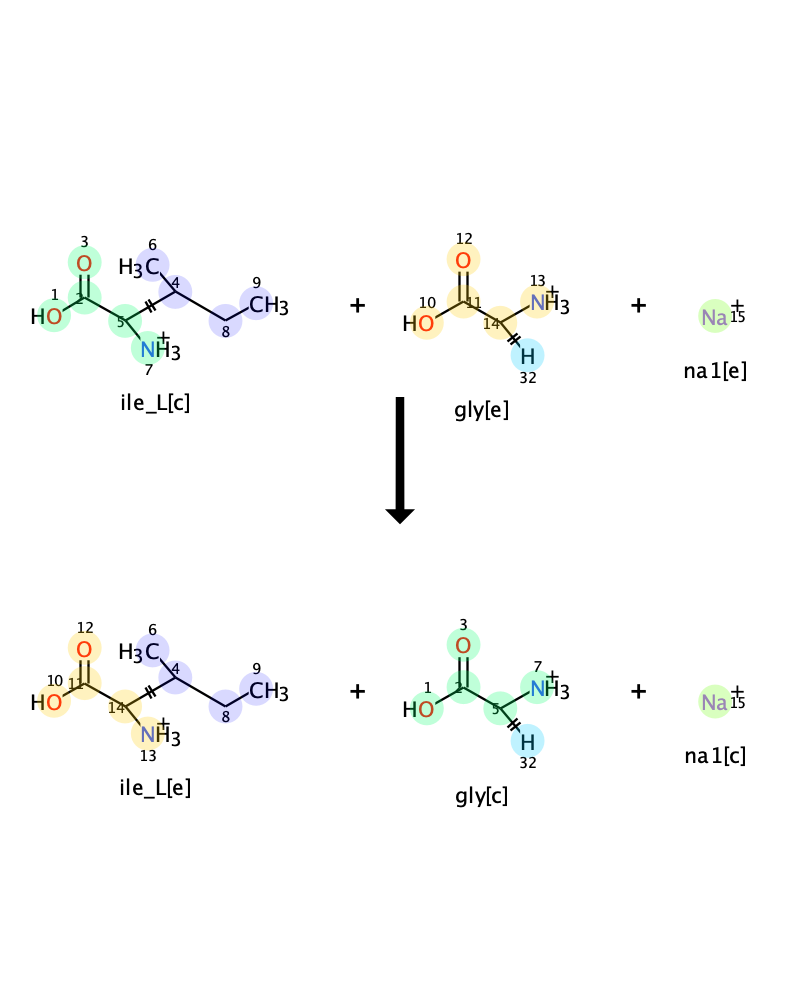 3
6
H3C
4
9
CH3
1
HO
O
2
5
8
NH3
+
7
ile_L[c]
+
12
O
10
HO
11
14
13
NH3
+
H
32
gly[e]
+
Na
+
15
na1[e]
12
O
10
HO
11
14
6
H3C
4
9
CH3
8
NH3
+
13
ile_L[e]
+
3
O
1
HO
2
5
7
NH3
+
H
32
gly[c]
+
Na
+
15
na1[c]